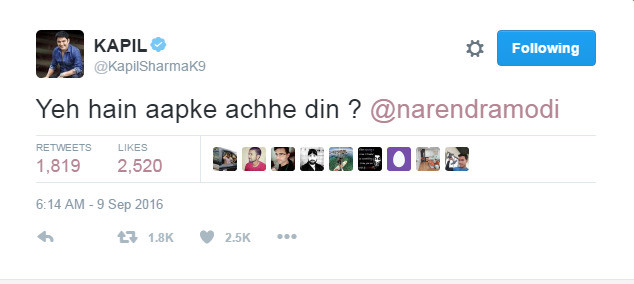 KAPIL
@KapilSharmaK9
Following
Yeh hain aapke achhe din ? @narendramodi
RETWEETS LIKES
1,819 2,520
6:14 AM - 9 Sep 2016
1.8K 2.5K